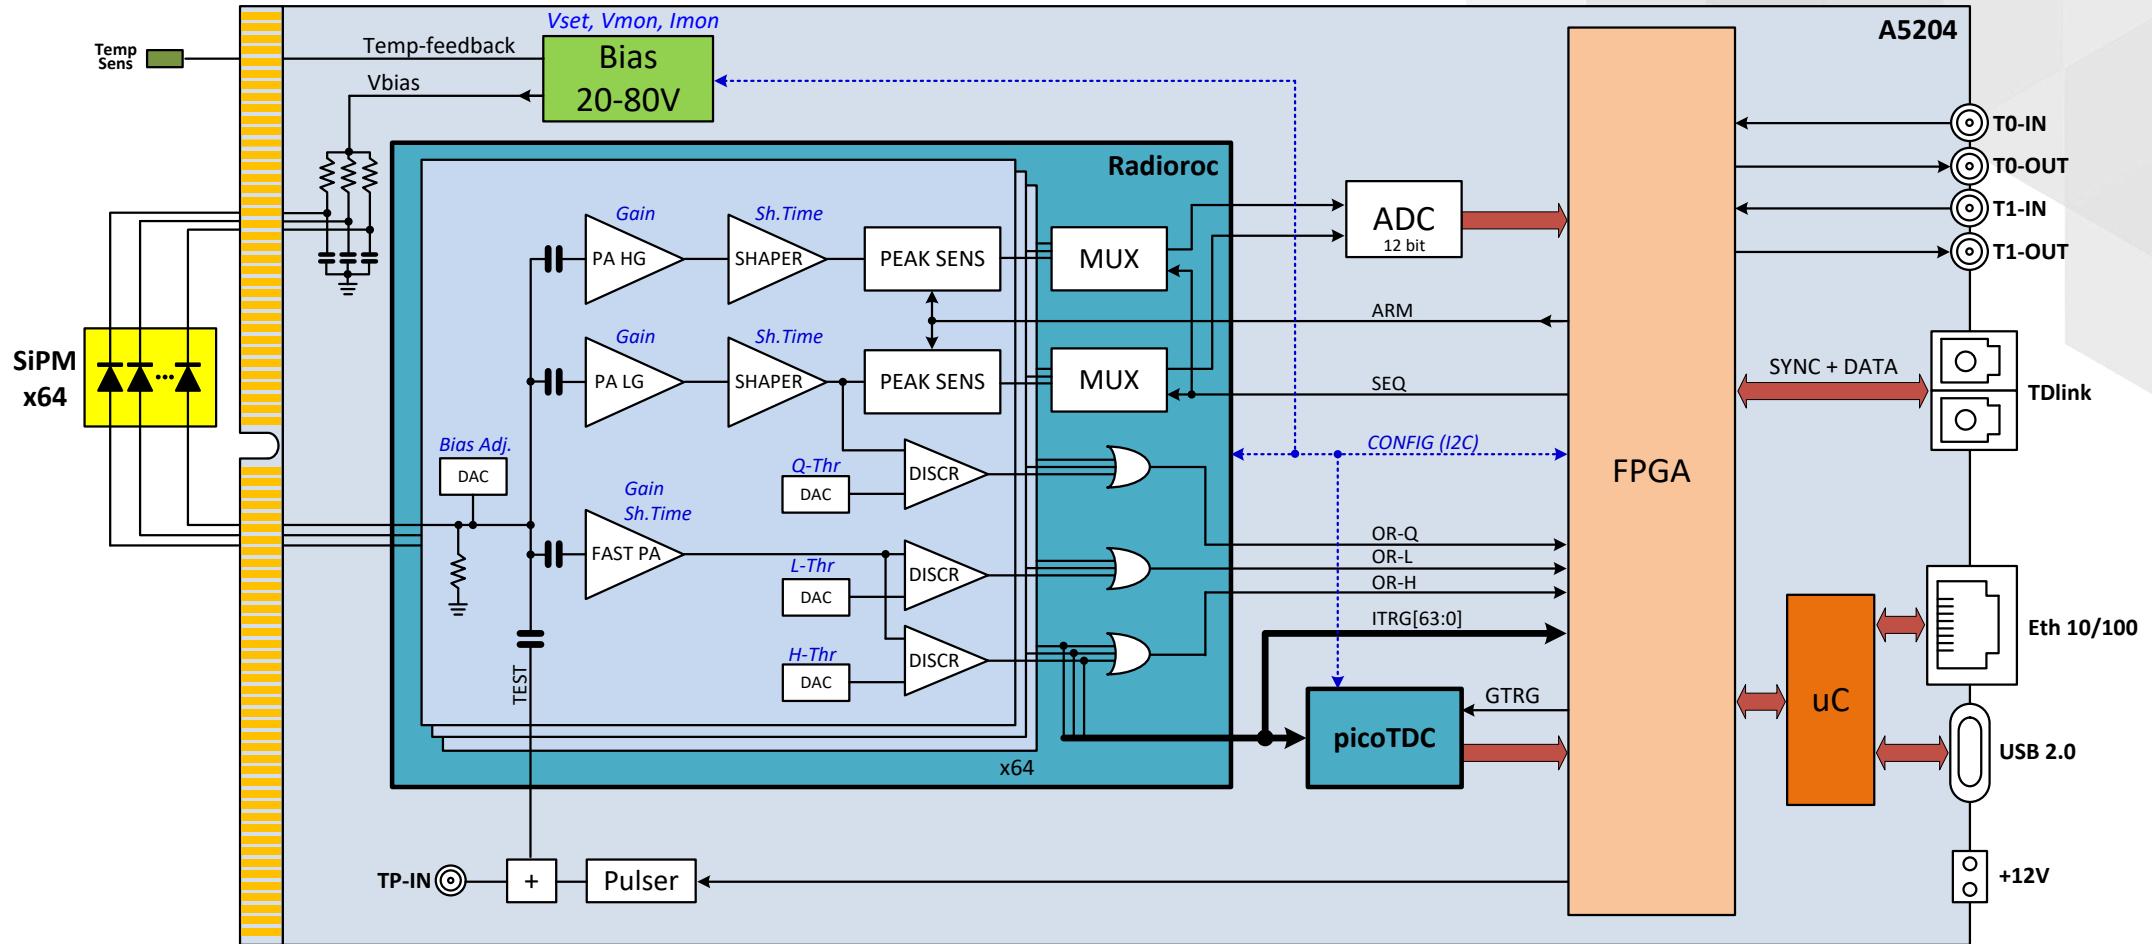 Vset, Vmon, Imon
A5204
Temp
Sens
Temp-feedback
Bias
20-80V
Vbias
T0-IN
T0-OUT
T1-IN
T1-OUT
Radioroc
Gain
Sh.Time
PA HG
SHAPER
PEAK SENS
MUX
ADC
12 bit
ARM
Gain
Sh.Time
PA LG
SHAPER
PEAK SENS
MUX
SEQ
SYNC + DATA
TDlink
SiPM
x64
Bias Adj.
DAC
Q-Thr
DAC
DISCR
CONFIG (I2C)
FPGA
Gain
Sh.Time
FAST PA
L-Thr
DAC
DISCR
OR-Q
OR-L
OR-H
ITRG[63:0]
H-Thr
DAC
DISCR
TEST
GTRG
picoTDC
x64
uC
Eth 10/100
USB 2.0
TP-IN
+
Pulser
+12V